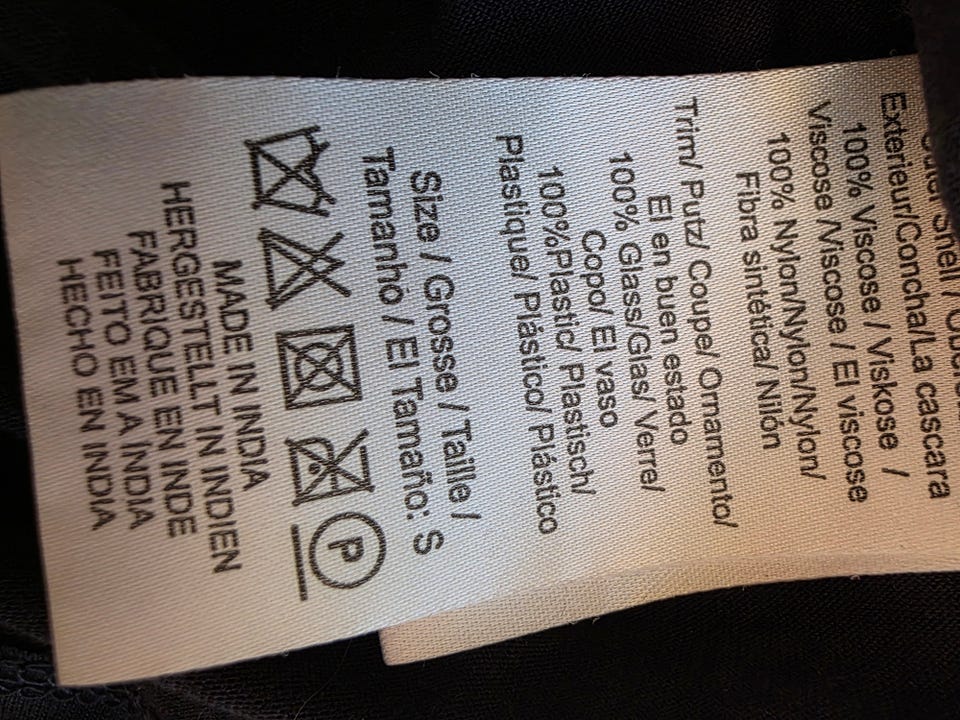 Outer Shell /
Exterieur/Concha/La cascara
100% Viscose / Viskose /
Viscose /Viscose / El viscose
100% Nylon/Nylon/Nylon/
Fibra sintética/ Nilón
Trim/ Putz/ Coupe/ Ornamento/
El en buen estado
100% Glass/Glas/ Verre/
Copo/ El vaso
100%Plastic/ Plastisch/
Plastique/ Plástico/ Plástico
Size / Grosse / Taille /
Tamanho / El Tamaño: S
P
MADE IN INDIA
HERGESTELLT IN INDIEN
FABRIQUE EN INDE
FEITO EM A ÍNDIA
HECHO EN INDIA